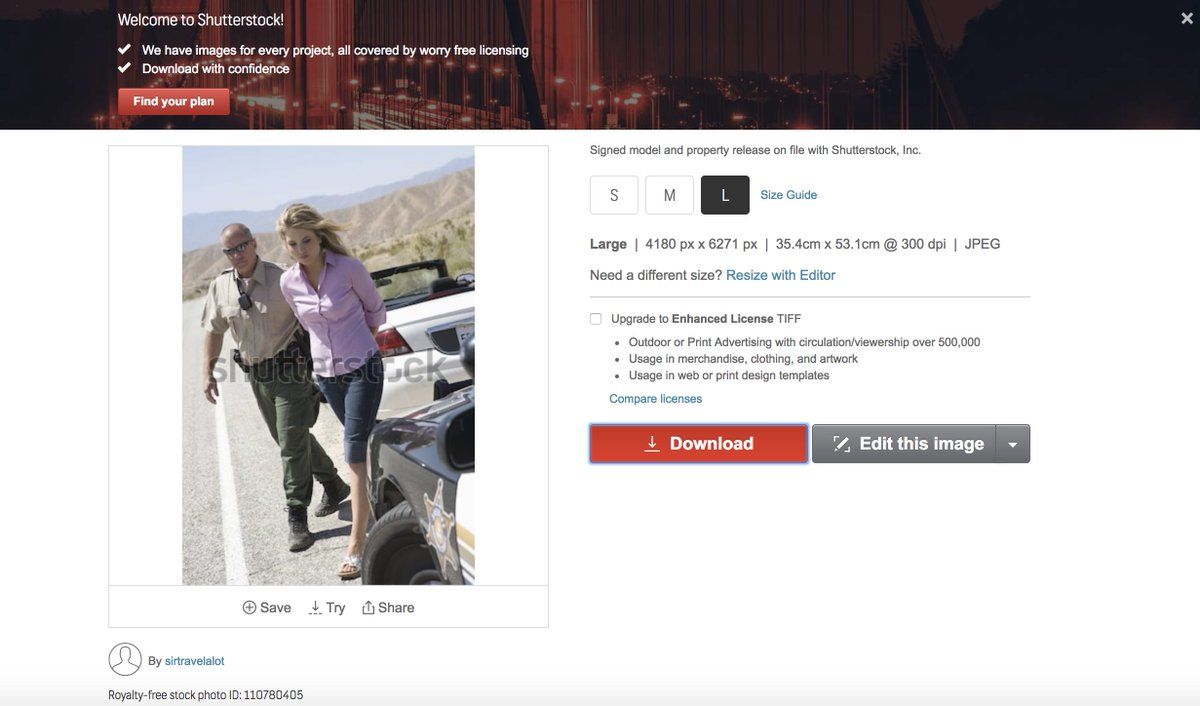 Welcome to Shutterstock!
We have images for every project, all covered by worry free licensing
Download with confidence
Find your plan
Signed model and property release on file with Shutterstock, Inc.
S M L Size Guide
Large | 4180 px x 6271 px | 35.4cm x 53.1cm @ 300 dpi | JPEG
Need a different size? Resize with Editor
Upgrade to Enhanced License TIFF
Outdoor or Print Advertising with circulation/viewership over 500,000
Usage in merchandise, clothing, and artwork
Usage in web or print design templates
Compare licenses
Download Edit this image
shutterstock
Save Try Share
By sirtravelalot
Royalty-free stock photo ID: 110780405